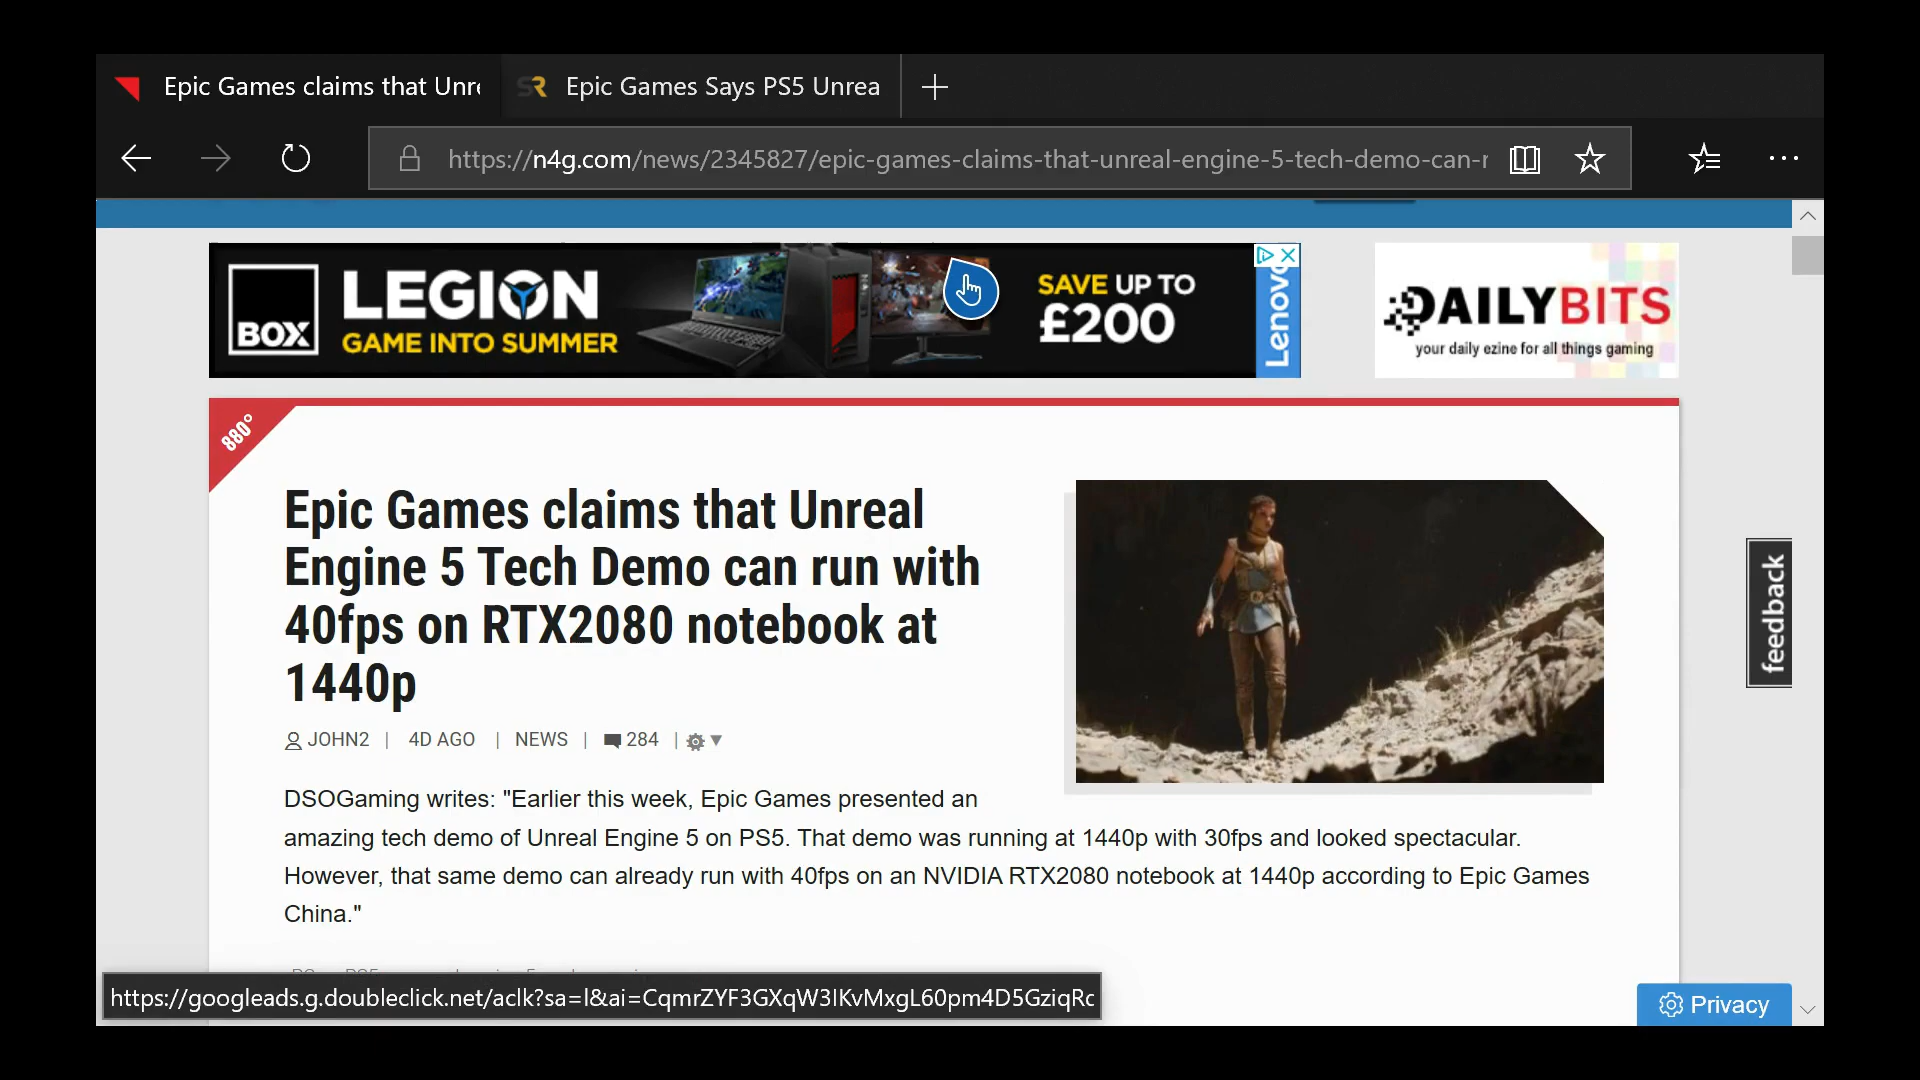 Epic Games claims that Unre
SR Epic Games Says PS5 Unrea
https://n4g.com/news/2345827/epic-games-claims-that-unreal-engine-5-tech-demo-can-r
BOX
LEGION
GAME INTO SUMMER
SAVE UP TO
£200
Lenovo
DAILYBITS
your daily ezine for all things gaming
880°
Epic Games claims that Unreal
Engine 5 Tech Demo can run with
40fps on RTX2080 notebook at
1440p
JOHN2 | 4D AGO | NEWS | 284 |
DSOGaming writes: "Earlier this week, Epic Games presented an
amazing tech demo of Unreal Engine 5 on PS5. That demo was running at 1440p with 30fps and looked spectacular.
However, that same demo can already run with 40fps on an NVIDIA RTX2080 notebook at 1440p according to Epic Games
China."
feedback
https://googleads.g.doubleclick.net/aclk?sa=l&ai=CqmrZYF3GXqW3IKvMxgL60pm4D5GziqRc
Privacy